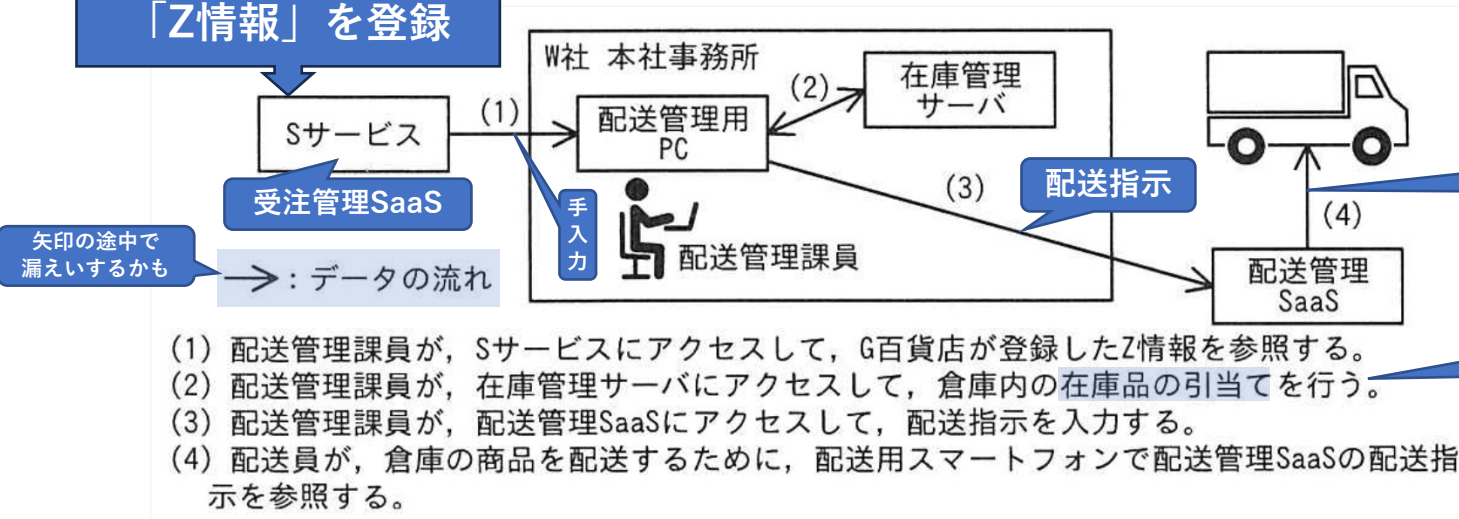 「Z情報」を登録
W社 本社事務所
Sサービス
(1)
配送管理用
PC
(2)
在庫管理
サーバ
受注管理SaaS
手
入
力
(3)
配送指示
(4)
矢印の途中で
漏えいするかも
→:データの流れ
配送管理課員
配送管理
SaaS
(1) 配送管理課員が,Sサービスにアクセスして,G百貨店が登録したZ情報を参照する。
(2) 配送管理課員が,在庫管理サーバにアクセスして,倉庫内の在庫品の引当てを行う。
(3) 配送管理課員が,配送管理SaaSにアクセスして,配送指示を入力する。
(4) 配送員が,倉庫の商品を配送するために,配送用スマートフォンで配送管理SaaSの配送指
示を参照する。